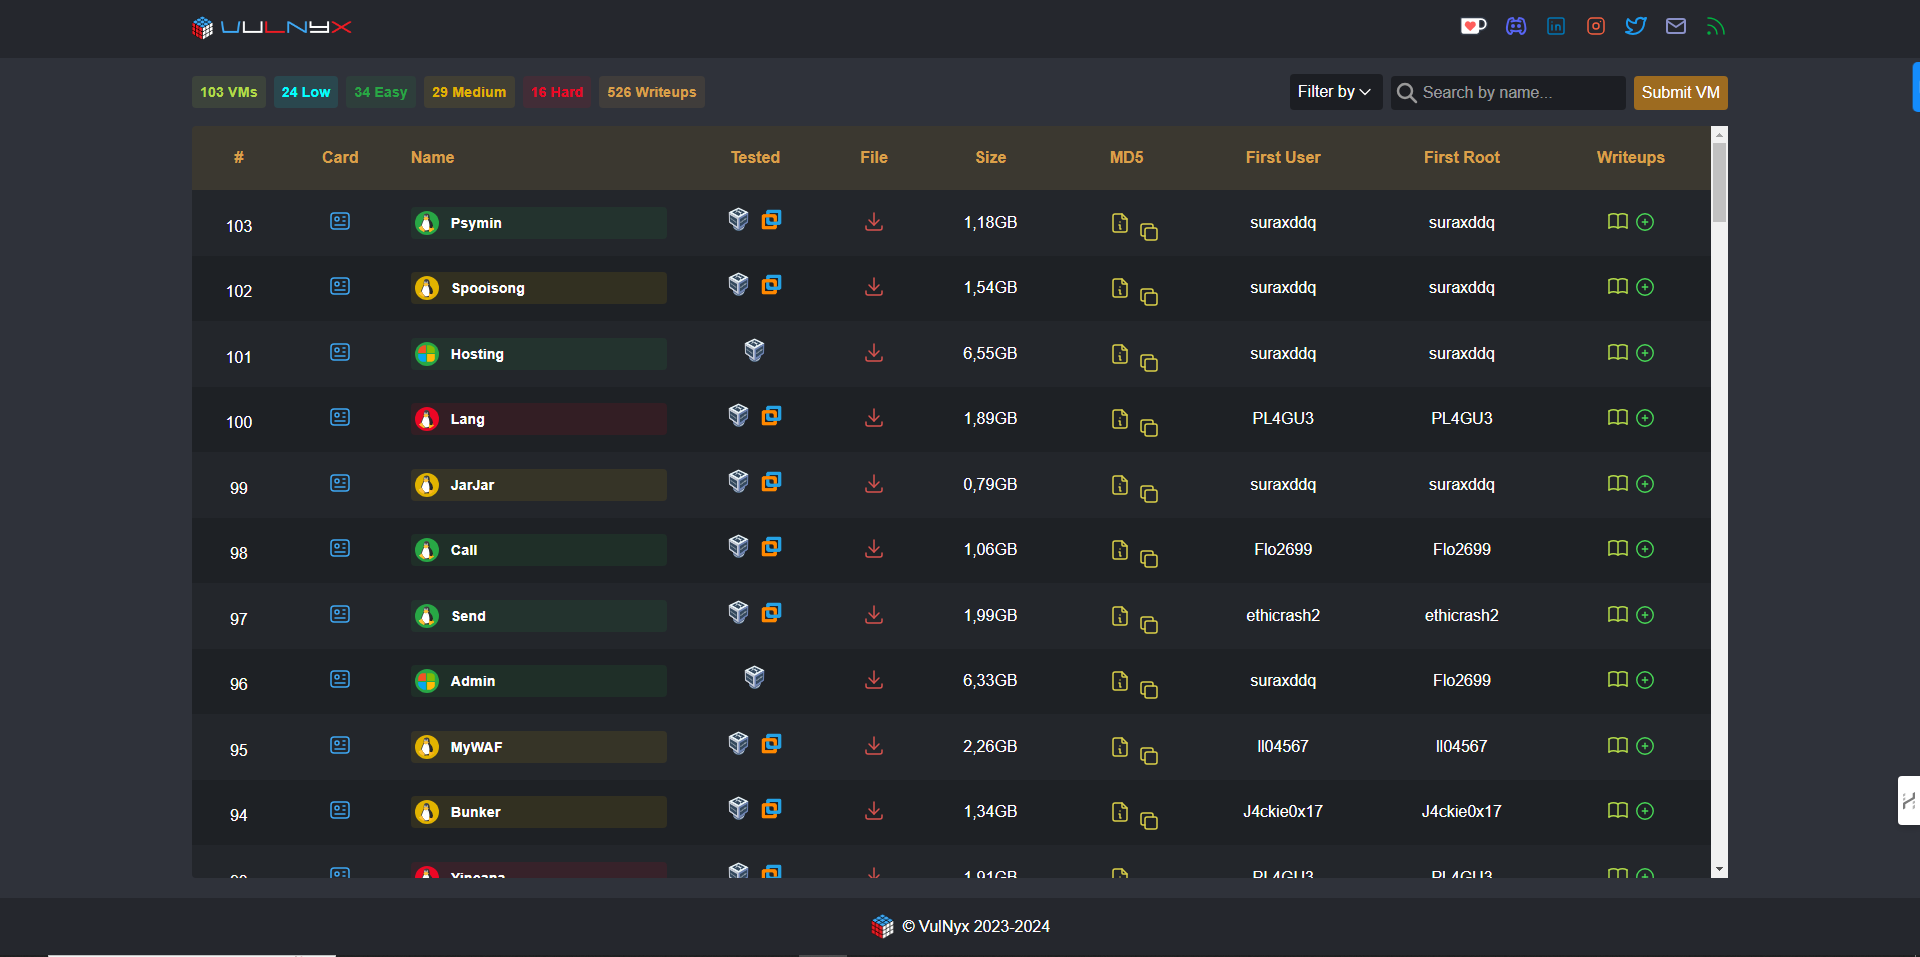 VULNYX
103 VMs 24 Low 34 Easy 29 Medium 16 Hard 526 Writeups Filter by Search by name... Submit VM
# Card Name Tested File Size MD5 First User First Root Writeups
103 Psymin 1,18GB suraxddq suraxddq
102 Spooisong 1,54GB suraxddq suraxddq
101 Hosting 6,55GB suraxddq suraxddq
100 Lang 1,89GB PL4GU3 PL4GU3
99 JarJar 0,79GB suraxddq suraxddq
98 Call 1,06GB Flo2699 Flo2699
97 Send 1,99GB ethicrash2 ethicrash2
96 Admin 6,33GB suraxddq Flo2699
95 MyWAF 2,26GB ll04567 ll04567
94 Bunker 1,34GB J4ckie0x17 J4ckie0x17
1,91GB PL4GU3 PL4GU3
© VulNyx 2023-2024